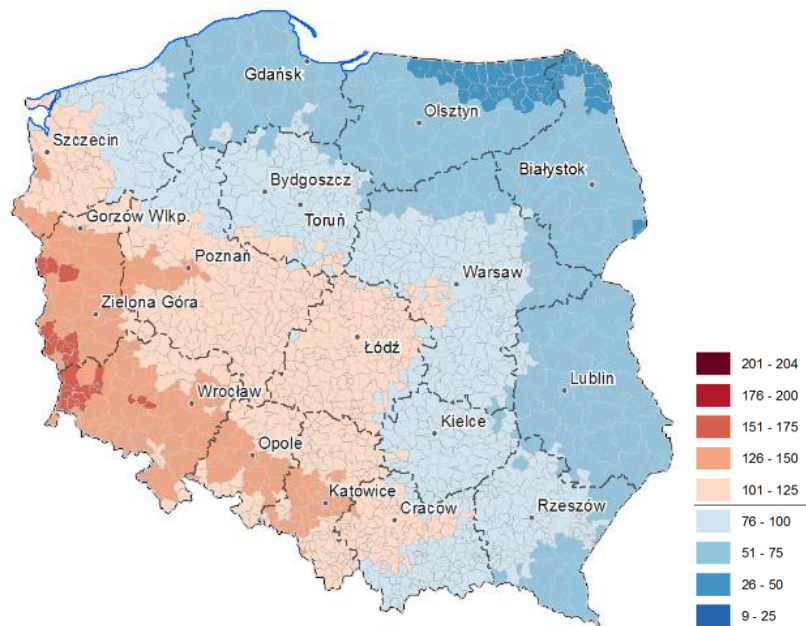 Gdańsk
Olsztyn
Szczecin
Białystok
Bydgoszcz
Toruń
Gorzów Wlkp.
Poznań
Warsaw
Zielona Góra
Łódź
Lublin
Wrocław
Kielce
Opole
Katowice
Cracow
Rzeszów
201 - 204
176 - 200
151 - 175
126 - 150
101 - 125
76 - 100
51 - 75
26 - 50
9 - 25